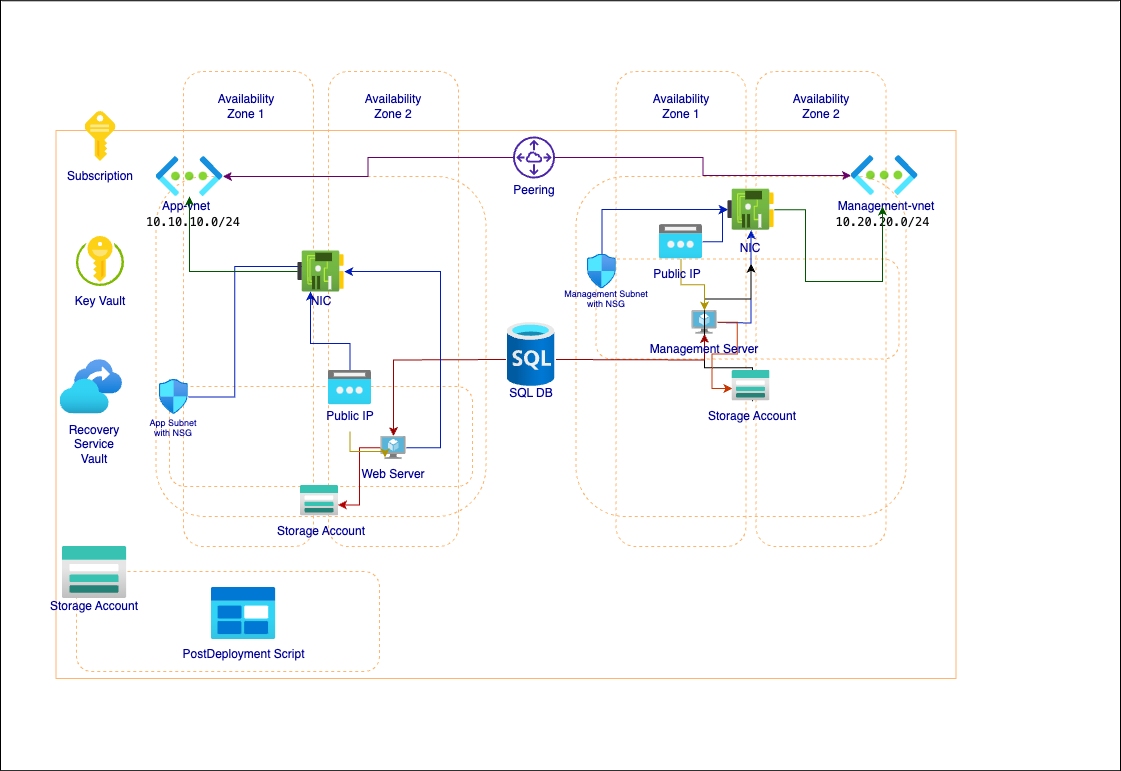 Availability
Zone 1
Availability
Zone 2
Availability
Zone 1
Availability
Zone 2
Subscription
Peering
App-vnet
10.10.10.0/24
Management-vnet
10.20.20.0/24
NIC
Public IP
Key Vault
NIC
Management Subnet
with NSG
Management Server
SQL
SQL DB
Public IP
Storage Account
App Subnet
with NSG
Recovery
Service
Vault
Web Server
Storage Account
Storage Account
PostDeployment Script